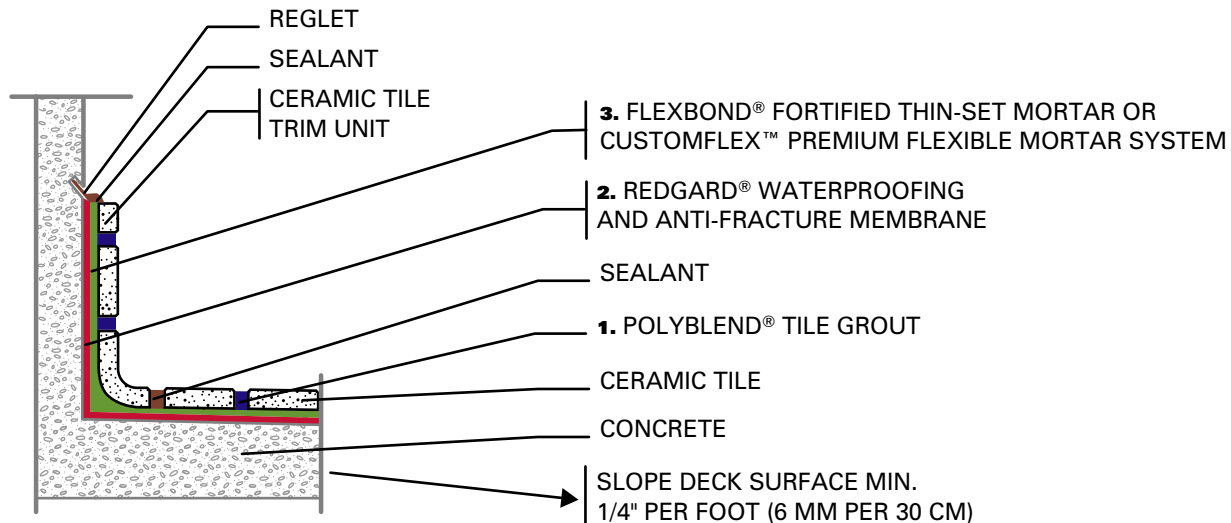 REGLET
SEALANT
CERAMIC TILE
TRIM UNIT
3. FLEXBOND® FORTIFIED THIN-SET MORTAR OR
CUSTOMFLEX™ PREMIUM FLEXIBLE MORTAR SYSTEM
2. REDGARD® WATERPROOFING
AND ANTI-FRACTURE MEMBRANE
SEALANT
1. POLYBLEND® TILE GROUT
CERAMIC TILE
CONCRETE
SLOPE DECK SURFACE MIN.
1/4" PER FOOT (6 MM PER 30 CM)